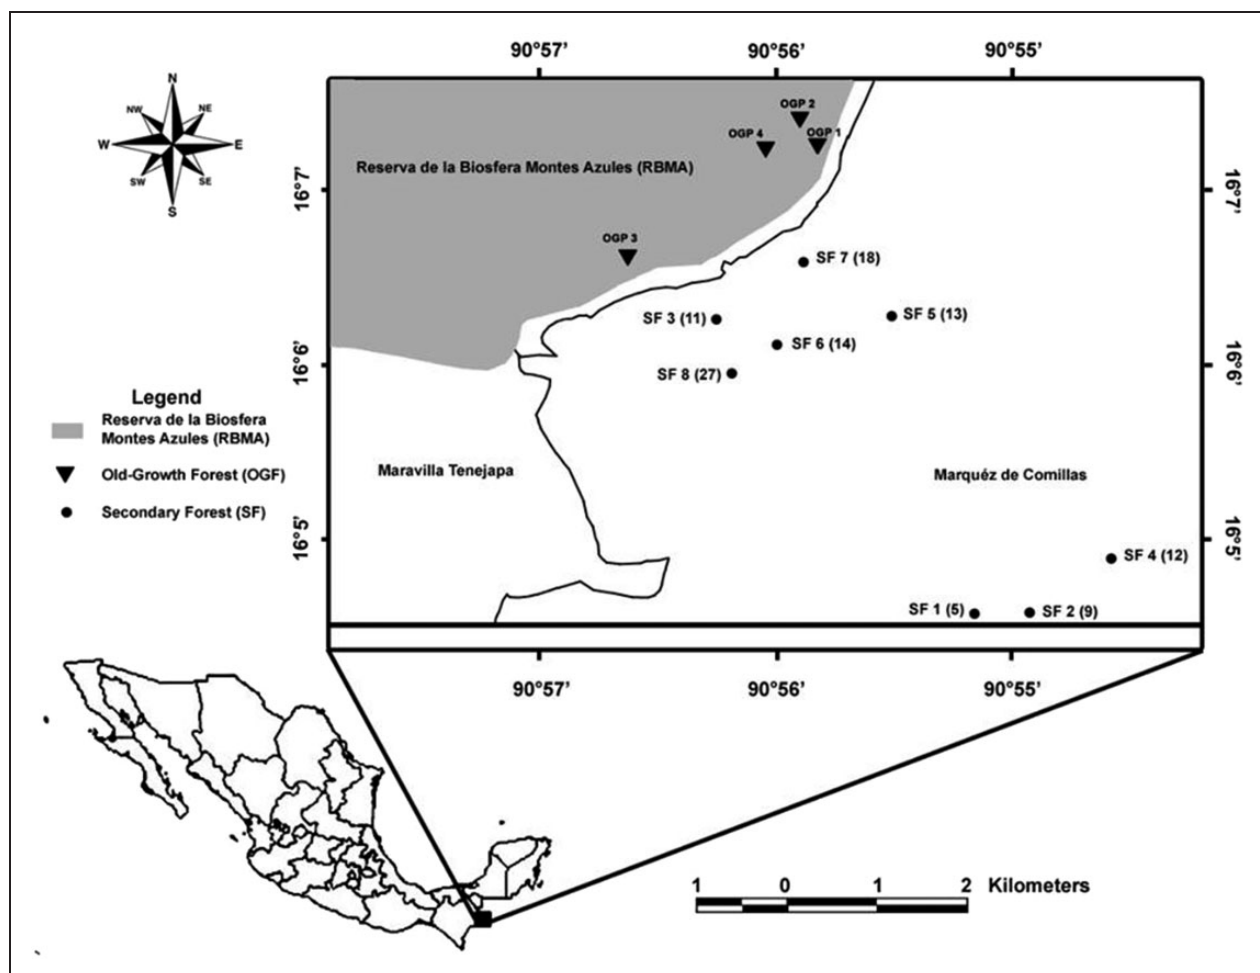 90°57’ 90°56’ 90°55’
N
NW NE
W E
SW SE
S
OGP 2
OGP 4 OGP 1
Reserva de la Biosfera Montes Azules (RBMA)
16°7’ 16°7’
OGP 3
SF 7 (18)
SF 3 (11) SF 5 (13)
SF 6 (14)
16°6’ 16°6’
SF 8 (27)
Legend
Reserva de la Biosfera
Montes Azules (RBMA)
Old-Growth Forest (OGF)
Secondary Forest (SF)
Maravilla Tenejapa Marquéz de Comillas
16°5’ 16°5’
SF 4 (12)
SF 1 (5) SF 2 (9)
90°57’ 90°56’ 90°55’
1 0 1 2 Kilometers